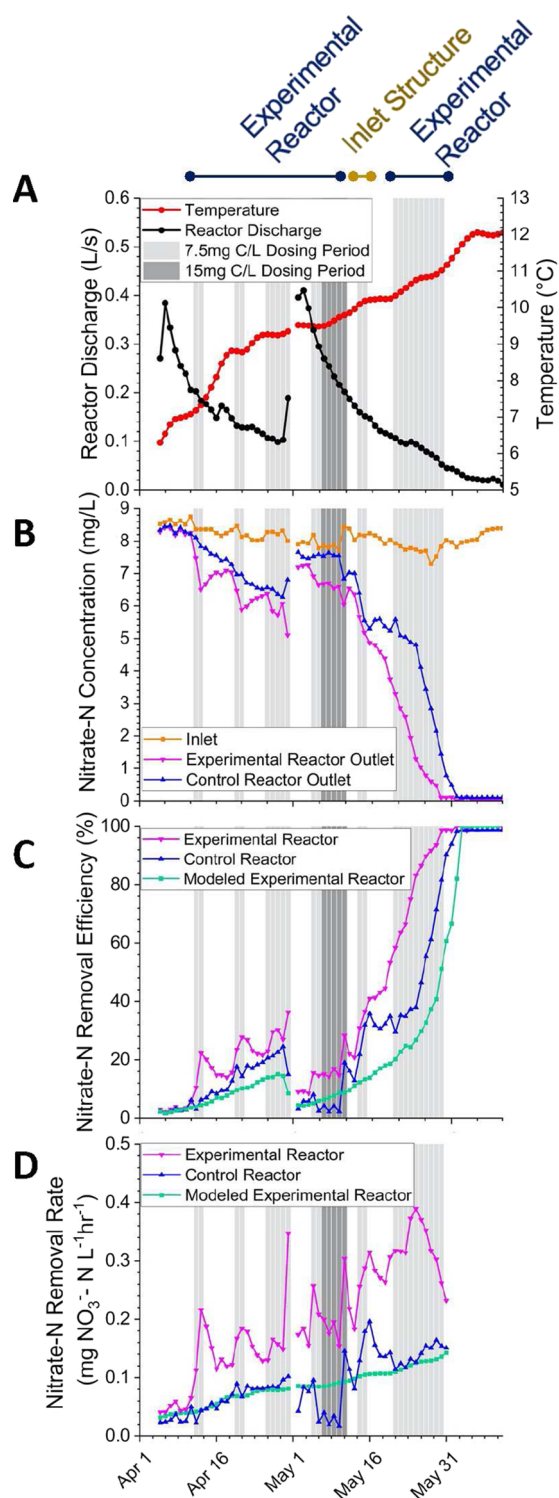 Experimental
Reactor
Inlet Structure
Experimental
Reactor
A
Reactor Discharge (L/s)
0.6
0.5
0.4
0.3
0.2
0.1
0.0
Temperature
Reactor Discharge
7.5mg C/L Dosing Period
15mg C/L Dosing Period
13
12
11
10
9
8
7
6
5
Temperature (°C)
B
Nitrate-N Concentration (mg/L)
9
8
7
6
5
4
3
2
1
0
Inlet
Experimental Reactor Outlet
Control Reactor Outlet
C
Nitrate-N Removal Efficiency (%)
100
80
60
40
20
0
Experimental Reactor
Control Reactor
Modeled Experimental Reactor
D
Nitrate-N Removal Rate
(mg NO₃⁻- N L⁻¹hr⁻¹)
0.5
0.4
0.3
0.2
0.1
0.0
Experimental Reactor
Control Reactor
Modeled Experimental Reactor
Apr 1
Apr 16
May 1
May 16
May 31